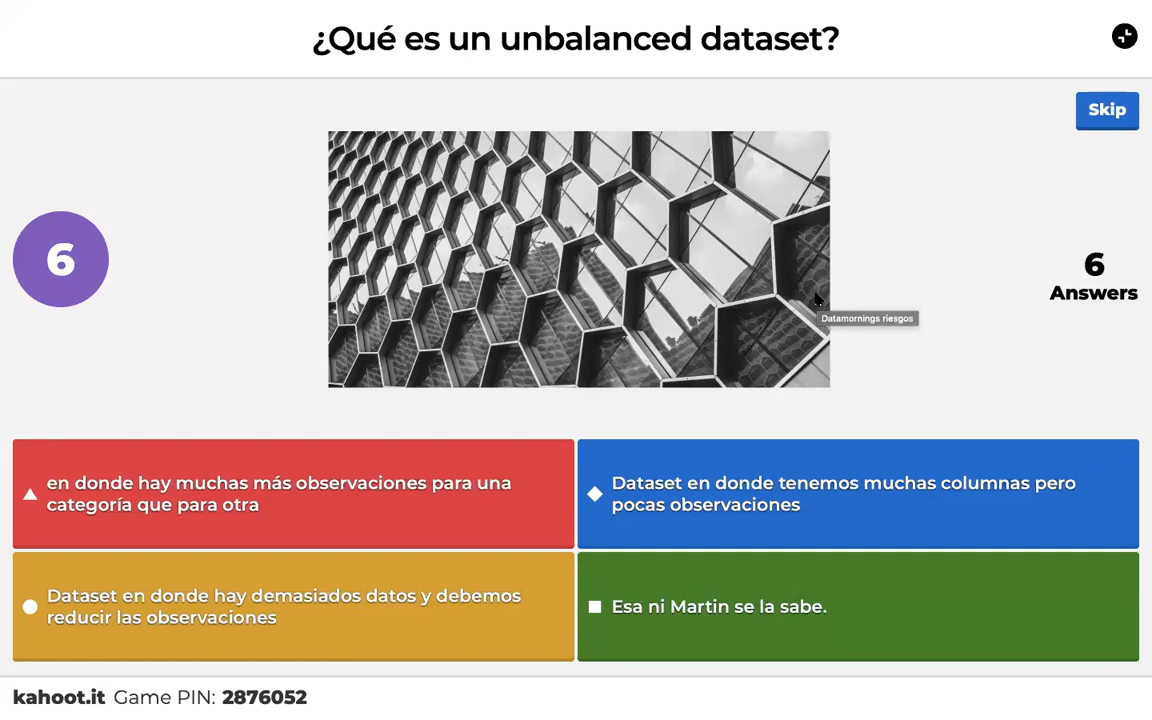 ¿Qué es un unbalanced dataset?
Skip
6
6
Answers
Datamornings riesgos
en donde hay muchas más observaciones para una
categoría que para otra
Dataset en donde tenemos muchas columnas pero
pocas observaciones
Dataset en donde hay demasiados datos y debemos
reducir las observaciones
Esa ni Martin se la sabe.
kahoot.it Game PIN: 2876052